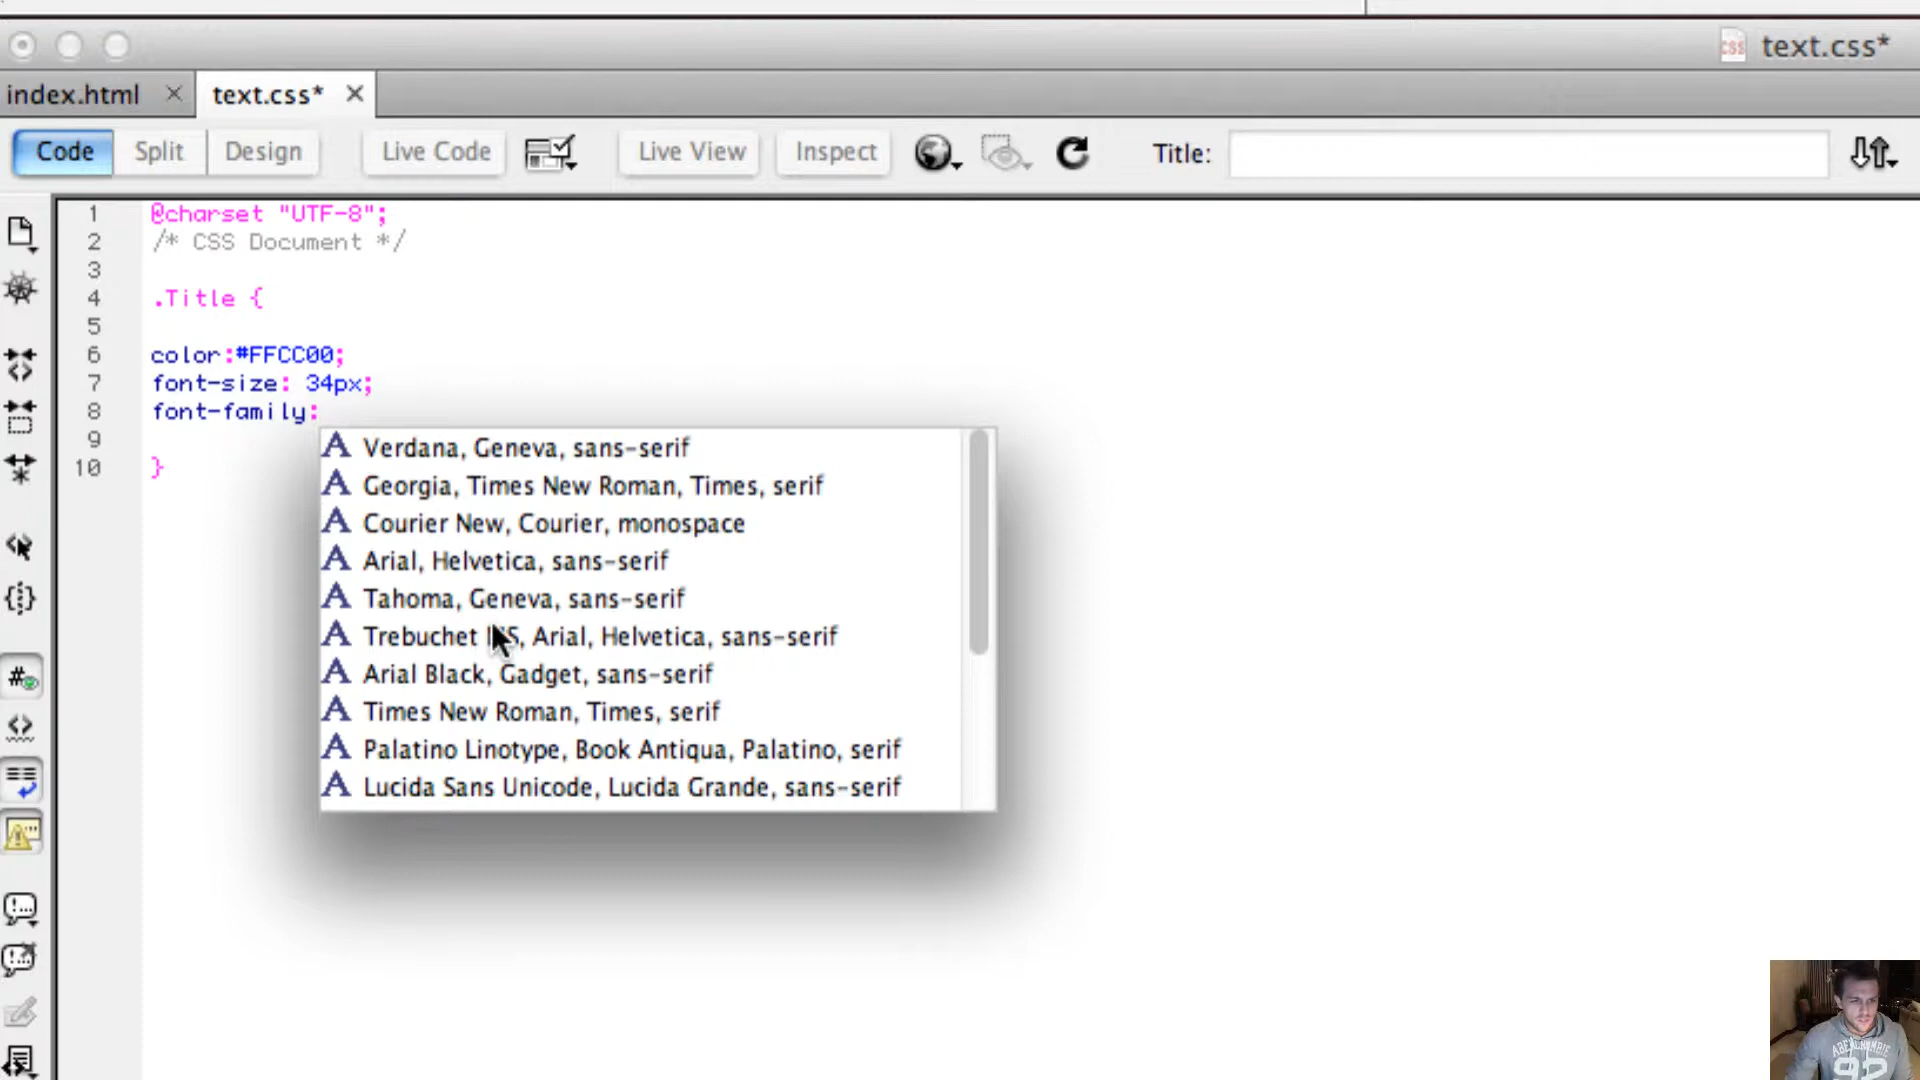 text.css*
index.html
text.css*
Code Split Design Live Code Live View Inspect Title:
1 @charset "UTF-8";
2 /* CSS Document */
3
4 .Title {
5
6 color:#FFCC00;
7 font-size: 34px;
8 font-family:
9
10 }
Verdana, Geneva, sans-serif
Georgia, Times New Roman, Times, serif
Courier New, Courier, monospace
Arial, Helvetica, sans-serif
Tahoma, Geneva, sans-serif
Trebuchet MS, Arial, Helvetica, sans-serif
Arial Black, Gadget, sans-serif
Times New Roman, Times, serif
Palatino Linotype, Book Antiqua, Palatino, serif
Lucida Sans Unicode, Lucida Grande, sans-serif